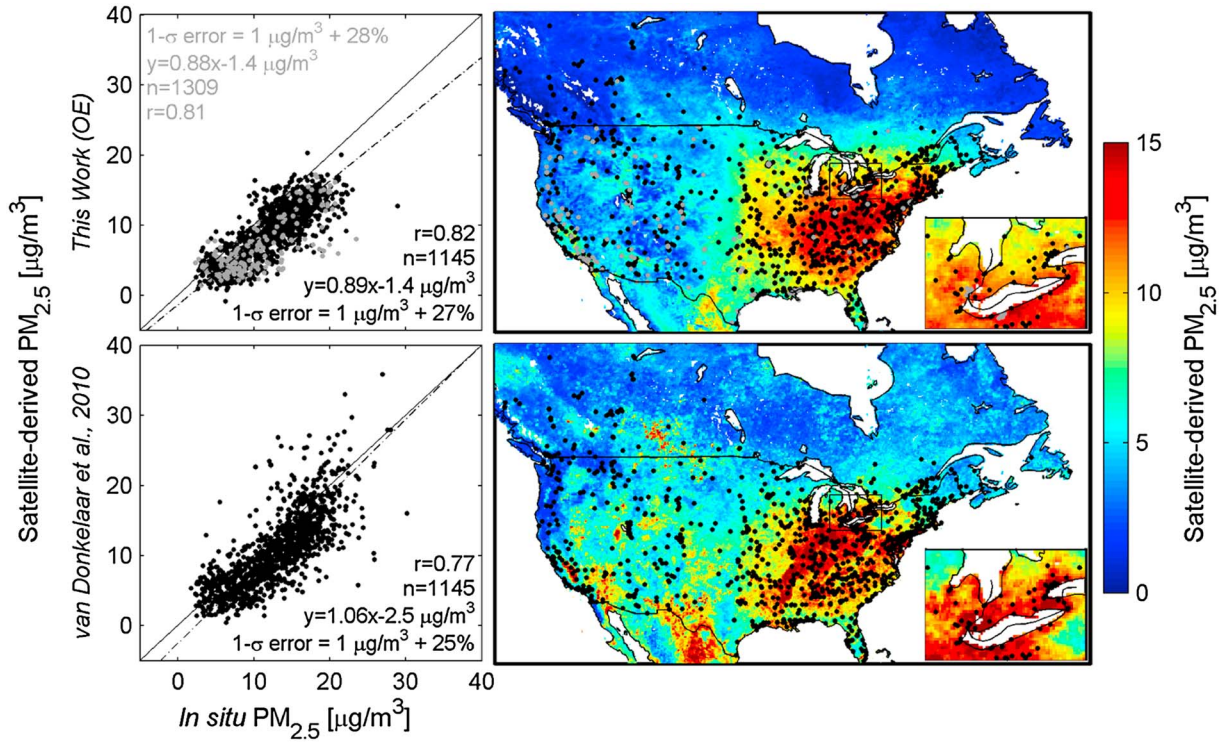 Satellite-derived PM2.5 [μg/m3]
This Work (OE)
40
30
20
10
0
1-σ error = 1 μg/m3 + 28%
y=0.88x-1.4 μg/m3
n=1309
r=0.81
r=0.82
n=1145
y=0.89x-1.4 μg/m3
1-σ error = 1 μg/m3 + 27%
van Donkelaar et al., 2010
40
30
20
10
0
r=0.77
n=1145
y=1.06x-2.5 μg/m3
1-σ error = 1 μg/m3 + 25%
0 10 20 30 40
In situ PM2.5 [μg/m3]
15
10
5
0
Satellite-derived PM2.5 [μg/m3]